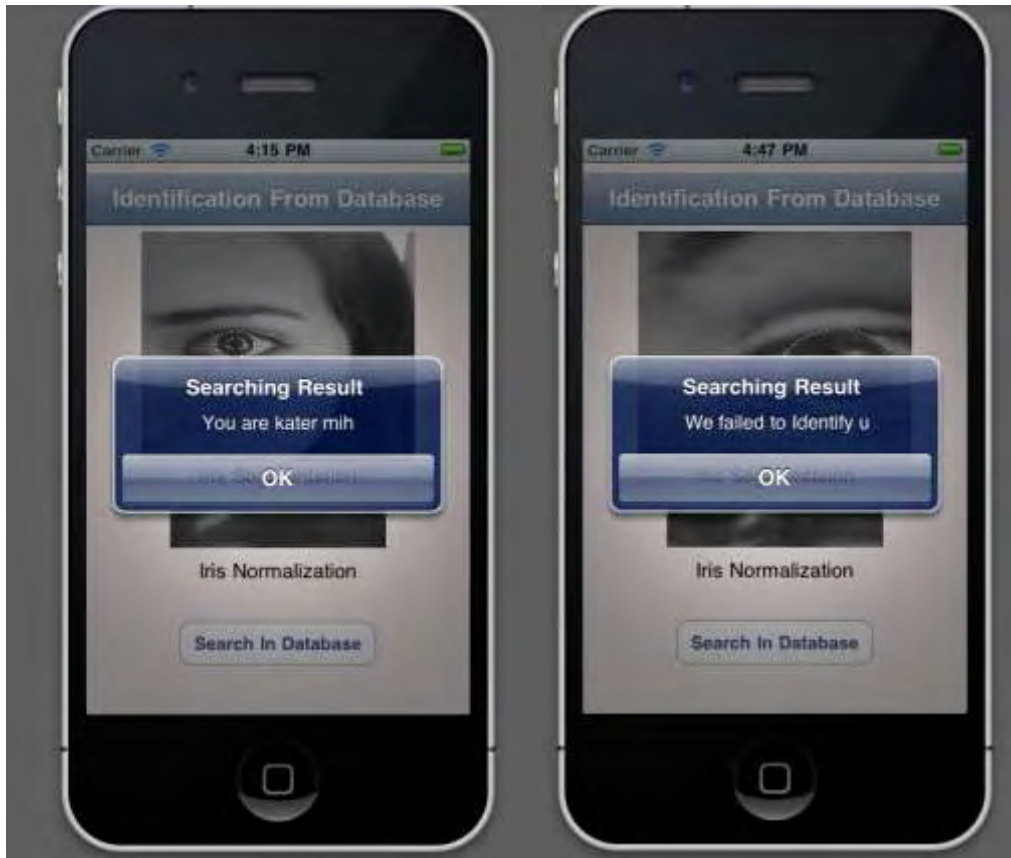 Carrier 4:15 PM
Identification From Database
Searching Result
You are kater mih
OK
Iris Normalization
Search In Database
Carrier 4:47 PM
Identification From Database
Searching Result
We failed to Identify u
OK
Iris Normalization
Search In Database